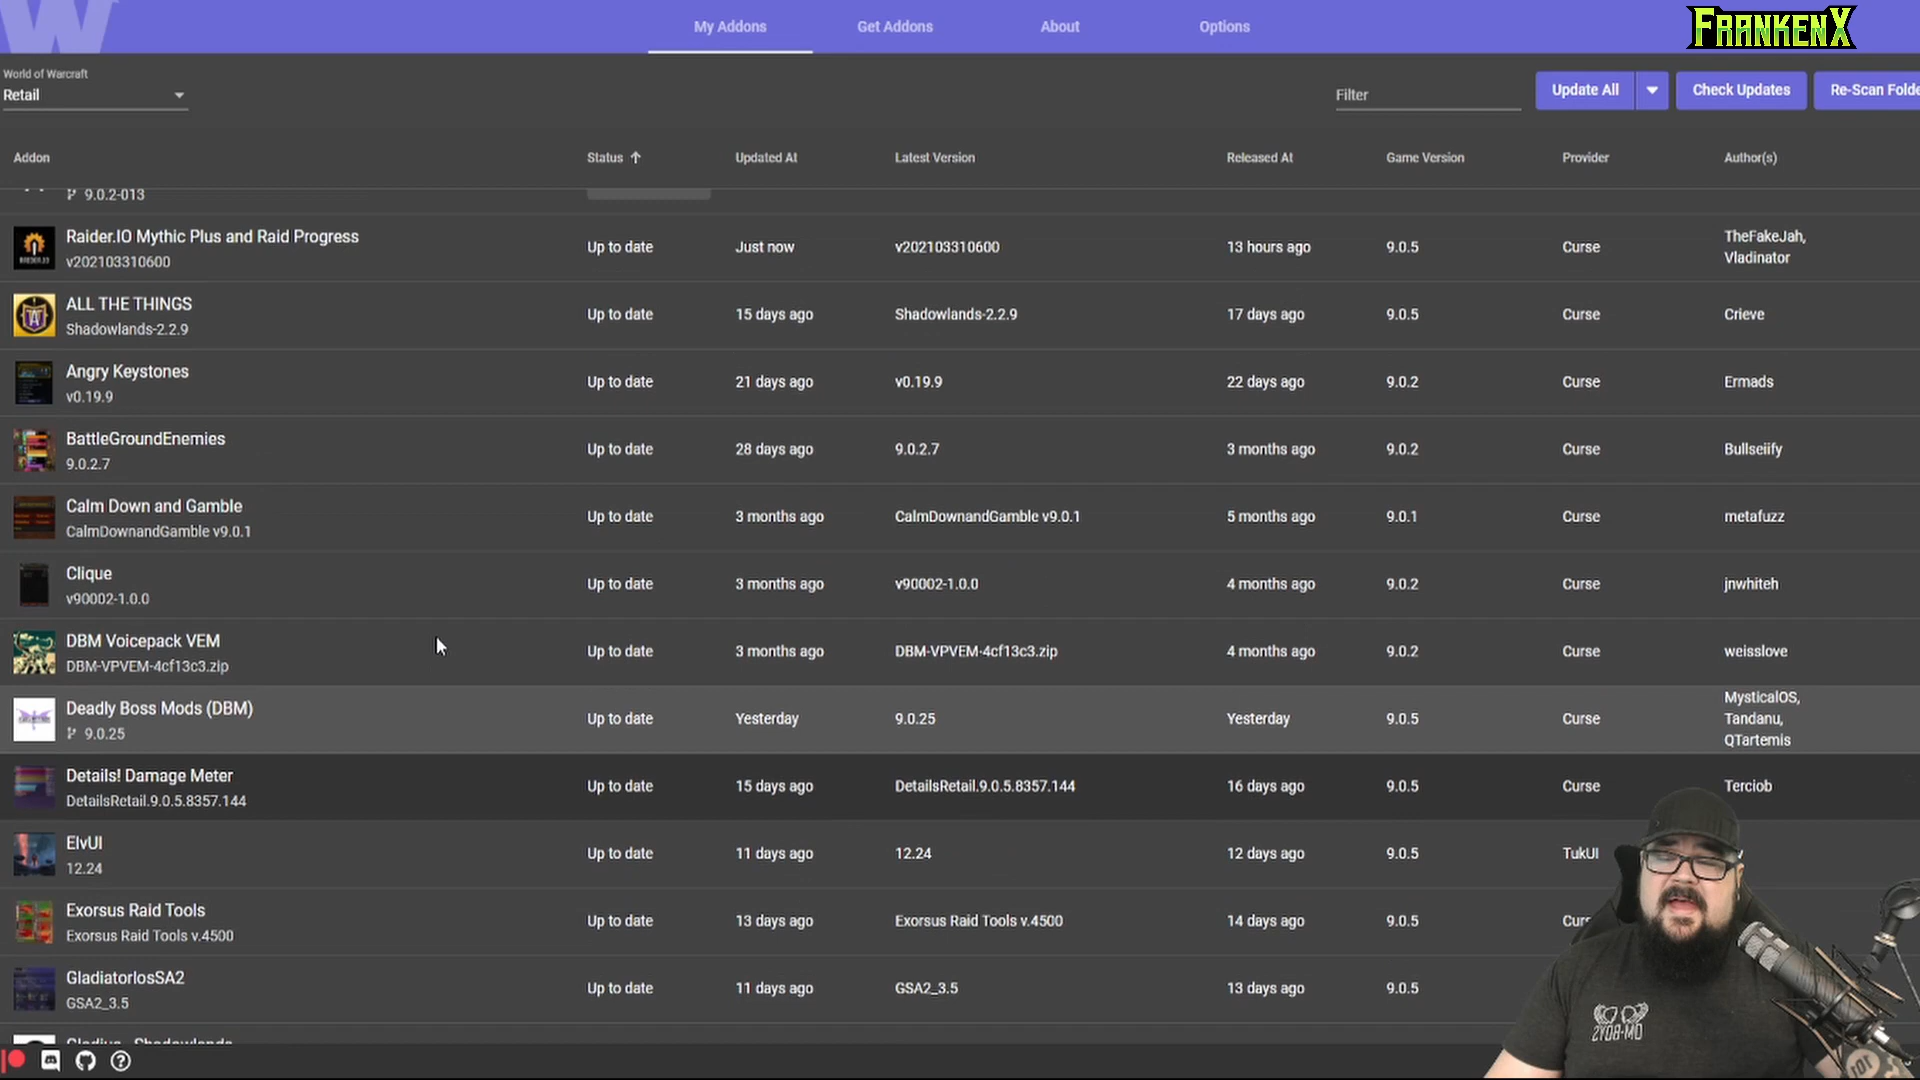 W
My Addons
Get Addons
About
Options
FRANKENX
World of Warcraft
Retail
Filter
Update All
Check Updates
Re-Scan Folde
Addon
Status
Updated At
Latest Version
Released At
Game Version
Provider
Author(s)
9.0.2-013
Raider.IO Mythic Plus and Raid Progress
v202103310600
Up to date
Just now
v202103310600
13 hours ago
9.0.5
Curse
TheFakeJah,
Vladinator
ALL THE THINGS
Shadowlands-2.2.9
Up to date
15 days ago
Shadowlands-2.2.9
17 days ago
9.0.5
Curse
Crieve
Angry Keystones
v0.19.9
Up to date
21 days ago
v0.19.9
22 days ago
9.0.2
Curse
Ermads
BattleGroundEnemies
9.0.2.7
Up to date
28 days ago
9.0.2.7
3 months ago
9.0.2
Curse
Bullseiify
Calm Down and Gamble
CalmDownandGamble v9.0.1
Up to date
3 months ago
CalmDownandGamble v9.0.1
5 months ago
9.0.1
Curse
metafuzz
Clique
v90002-1.0.0
Up to date
3 months ago
v90002-1.0.0
4 months ago
9.0.2
Curse
jnwhiteh
DBM Voicepack VEM
DBM-VPVEM-4cf13c3.zip
Up to date
3 months ago
DBM-VPVEM-4cf13c3.zip
4 months ago
9.0.2
Curse
weisslove
Deadly Boss Mods (DBM)
9.0.25
Up to date
Yesterday
9.0.25
Yesterday
9.0.5
Curse
MysticalOS,
Tandanu,
QTartemis
Details! Damage Meter
DetailsRetail.9.0.5.8357.144
Up to date
15 days ago
DetailsRetail.9.0.5.8357.144
16 days ago
9.0.5
Curse
Terciob
ElvUI
12.24
Up to date
11 days ago
12.24
12 days ago
9.0.5
TukUI
Exorsus Raid Tools
Exorsus Raid Tools v.4500
Up to date
13 days ago
Exorsus Raid Tools v.4500
14 days ago
9.0.5
Cur
GladiatorlosSA2
GSA2_3.5
Up to date
11 days ago
GSA2_3.5
13 days ago
9.0.5